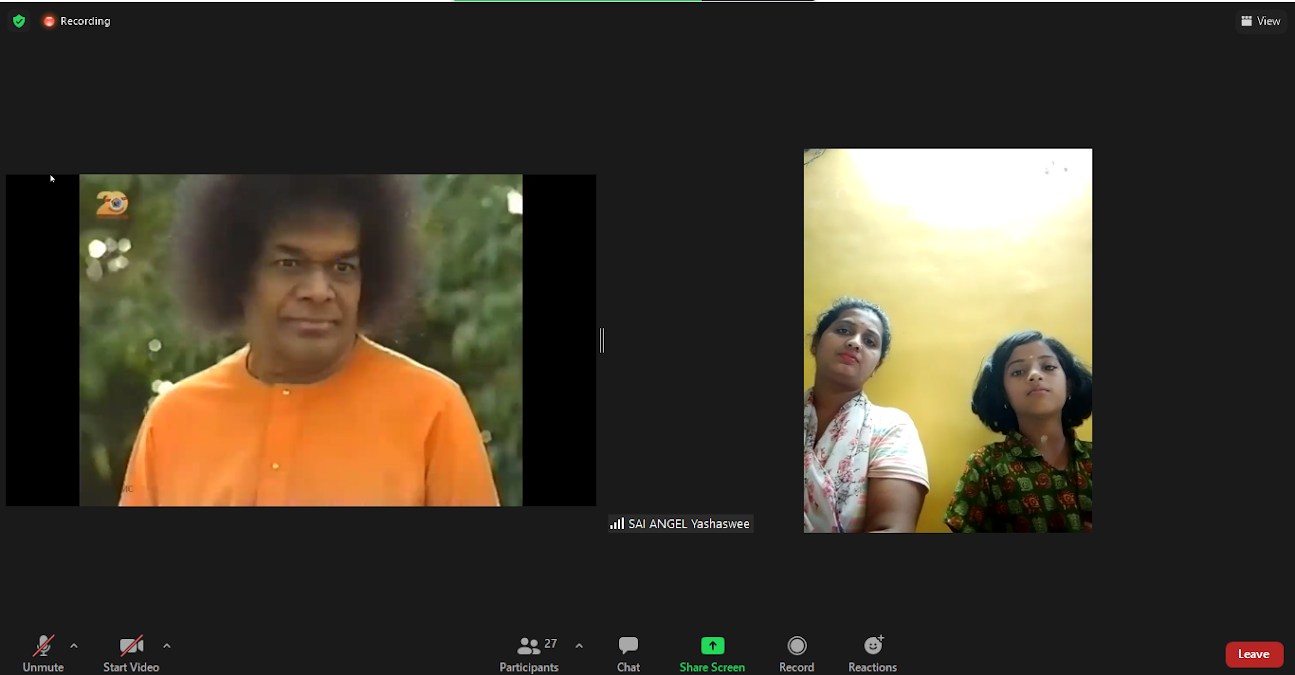 Recording
View
20
SAI ANGEL Yashaswee
Unmute
Start Video
Participants
27
Chat
Share Screen
Record
Reactions
Leave